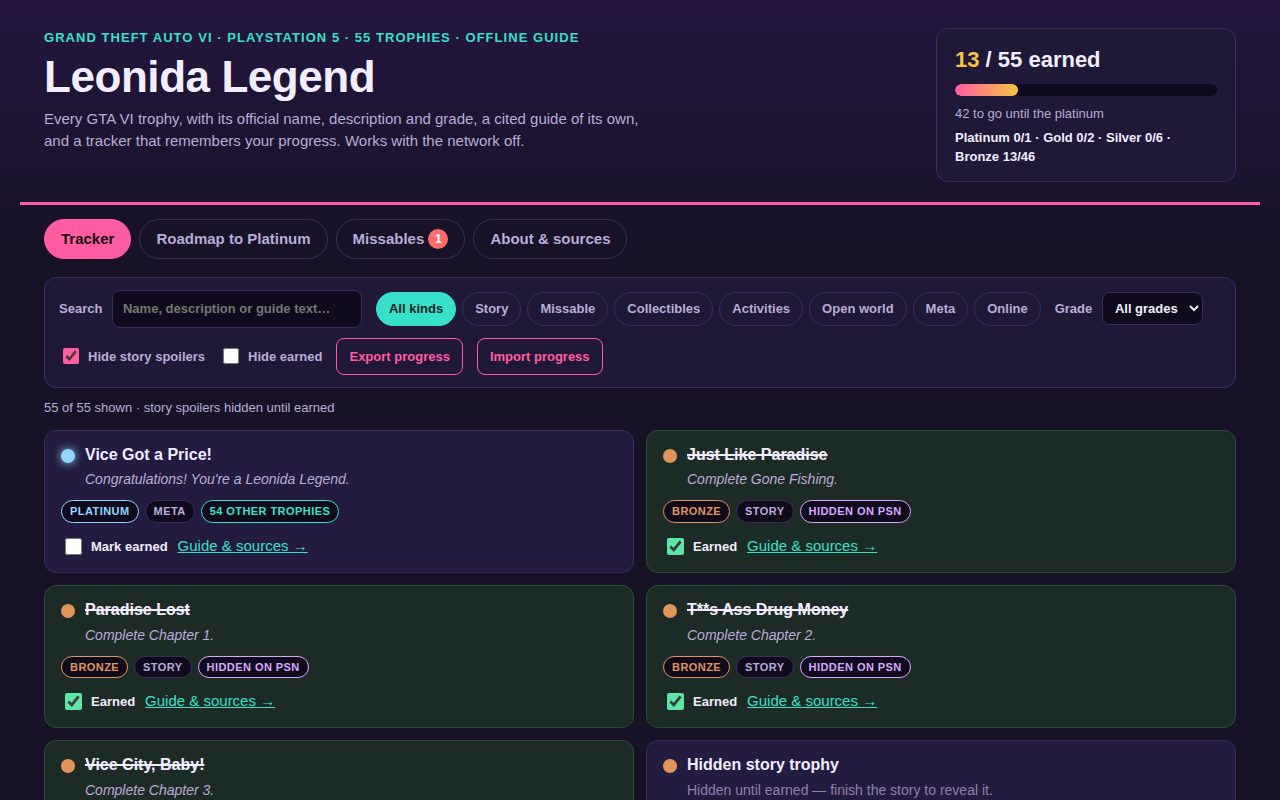 GRAND THEFT AUTO VI · PLAYSTATION 5 · 55 TROPHIES · OFFLINE GUIDE
Leonida Legend
Every GTA VI trophy, with its official name, description and grade, a cited guide of its own,
and a tracker that remembers your progress. Works with the network off.
13 / 55 earned
42 to go until the platinum
Platinum 0/1 · Gold 0/2 · Silver 0/6 ·
Bronze 13/46
Tracker Roadmap to Platinum Missables 1 About & sources
Search Name, description or guide text… All kinds Story Missable Collectibles Activities Open world Meta Online Grade All grades
Hide story spoilers Hide earned Export progress Import progress
55 of 55 shown · story spoilers hidden until earned
Vice Got a Price!
Congratulations! You're a Leonida Legend.
PLATINUM META 54 OTHER TROPHIES
Mark earned Guide & sources →
Just Like Paradise
Complete Gone Fishing.
BRONZE STORY HIDDEN ON PSN
Earned Guide & sources →
Paradise Lost
Complete Chapter 1.
BRONZE STORY HIDDEN ON PSN
Earned Guide & sources →
T**s Ass Drug Money
Complete Chapter 2.
BRONZE STORY HIDDEN ON PSN
Earned Guide & sources →
Vice City, Baby!
Complete Chapter 3.
Hidden story trophy
Hidden until earned — finish the story to reveal it.